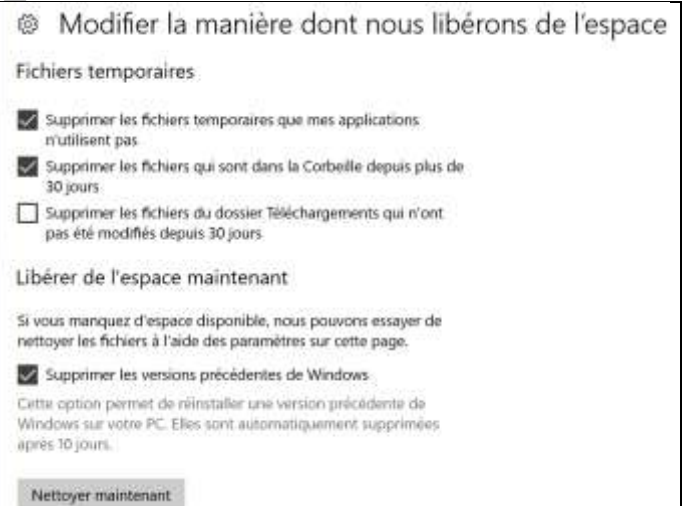 Modifier la manière dont nous libérons de l'espace
Fichiers temporaires
Supprimer les fichiers temporaires que mes applications
n'utilisent pas
Supprimer les fichiers qui sont dans la Corbeille depuis plus de
30 jours
Supprimer les fichiers du dossier Téléchargements qui n'ont
pas été modifiés depuis 30 jours
Libérer de l'espace maintenant
Si vous manquez d'espace disponible, nous pouvons essayer de
nettoyer les fichiers à l'aide des paramètres sur cette page.
Supprimer les versions précédentes de Windows
Cette option permet de réinstaller une version précédente de
Windows sur votre PC. Elles sont automatiquement supprimées
après 10 jours.
Nettoyer maintenant